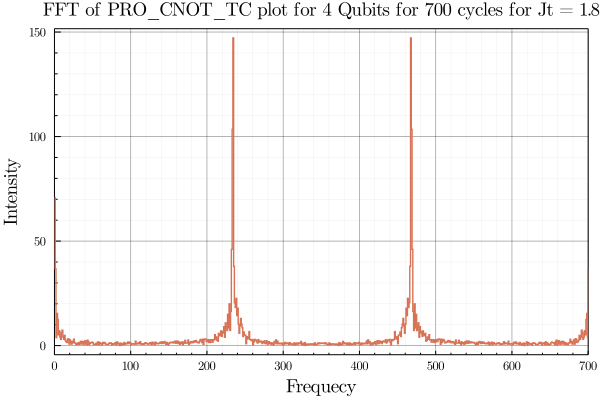 FFT of PRO_CNOT_TC plot for 4 Qubits for 700 cycles for Jt = 1.8
Intensity
150
100
50
0
0 100 200 300 400 500 600 700
Frequecy